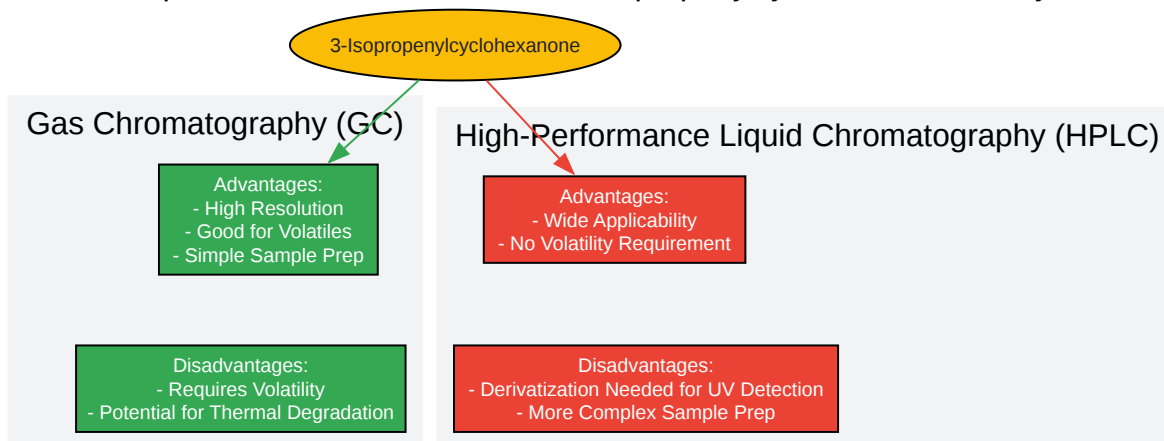 3-Isopropenylcyclohexanone
Gas Chromatography (GC)
Advantages:
- High Resolution
- Good for Volatiles
- Simple Sample Prep
Disadvantages:
- Requires Volatility
- Potential for Thermal Degradation
High-Performance Liquid Chromatography (HPLC)
Advantages:
- Wide Applicability
- No Volatility Requirement
Disadvantages:
- Derivatization Needed for UV Detection
- More Complex Sample Prep